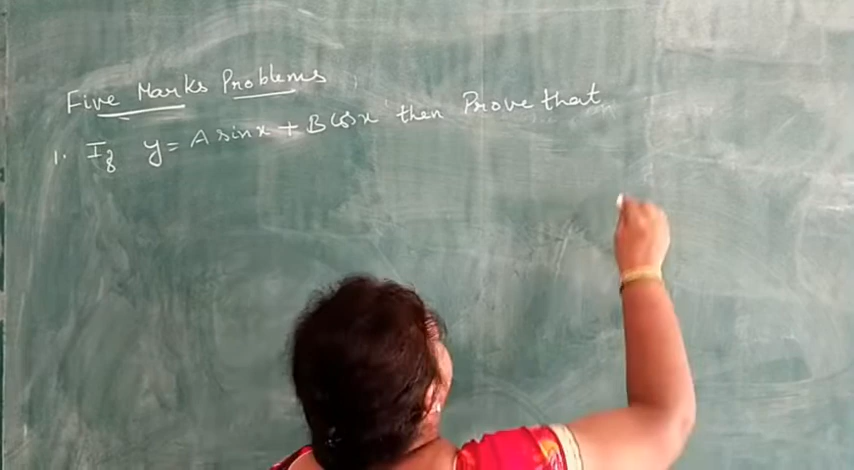 Five Marks Problems
1. If y = A sinx + B cosx then Prove that